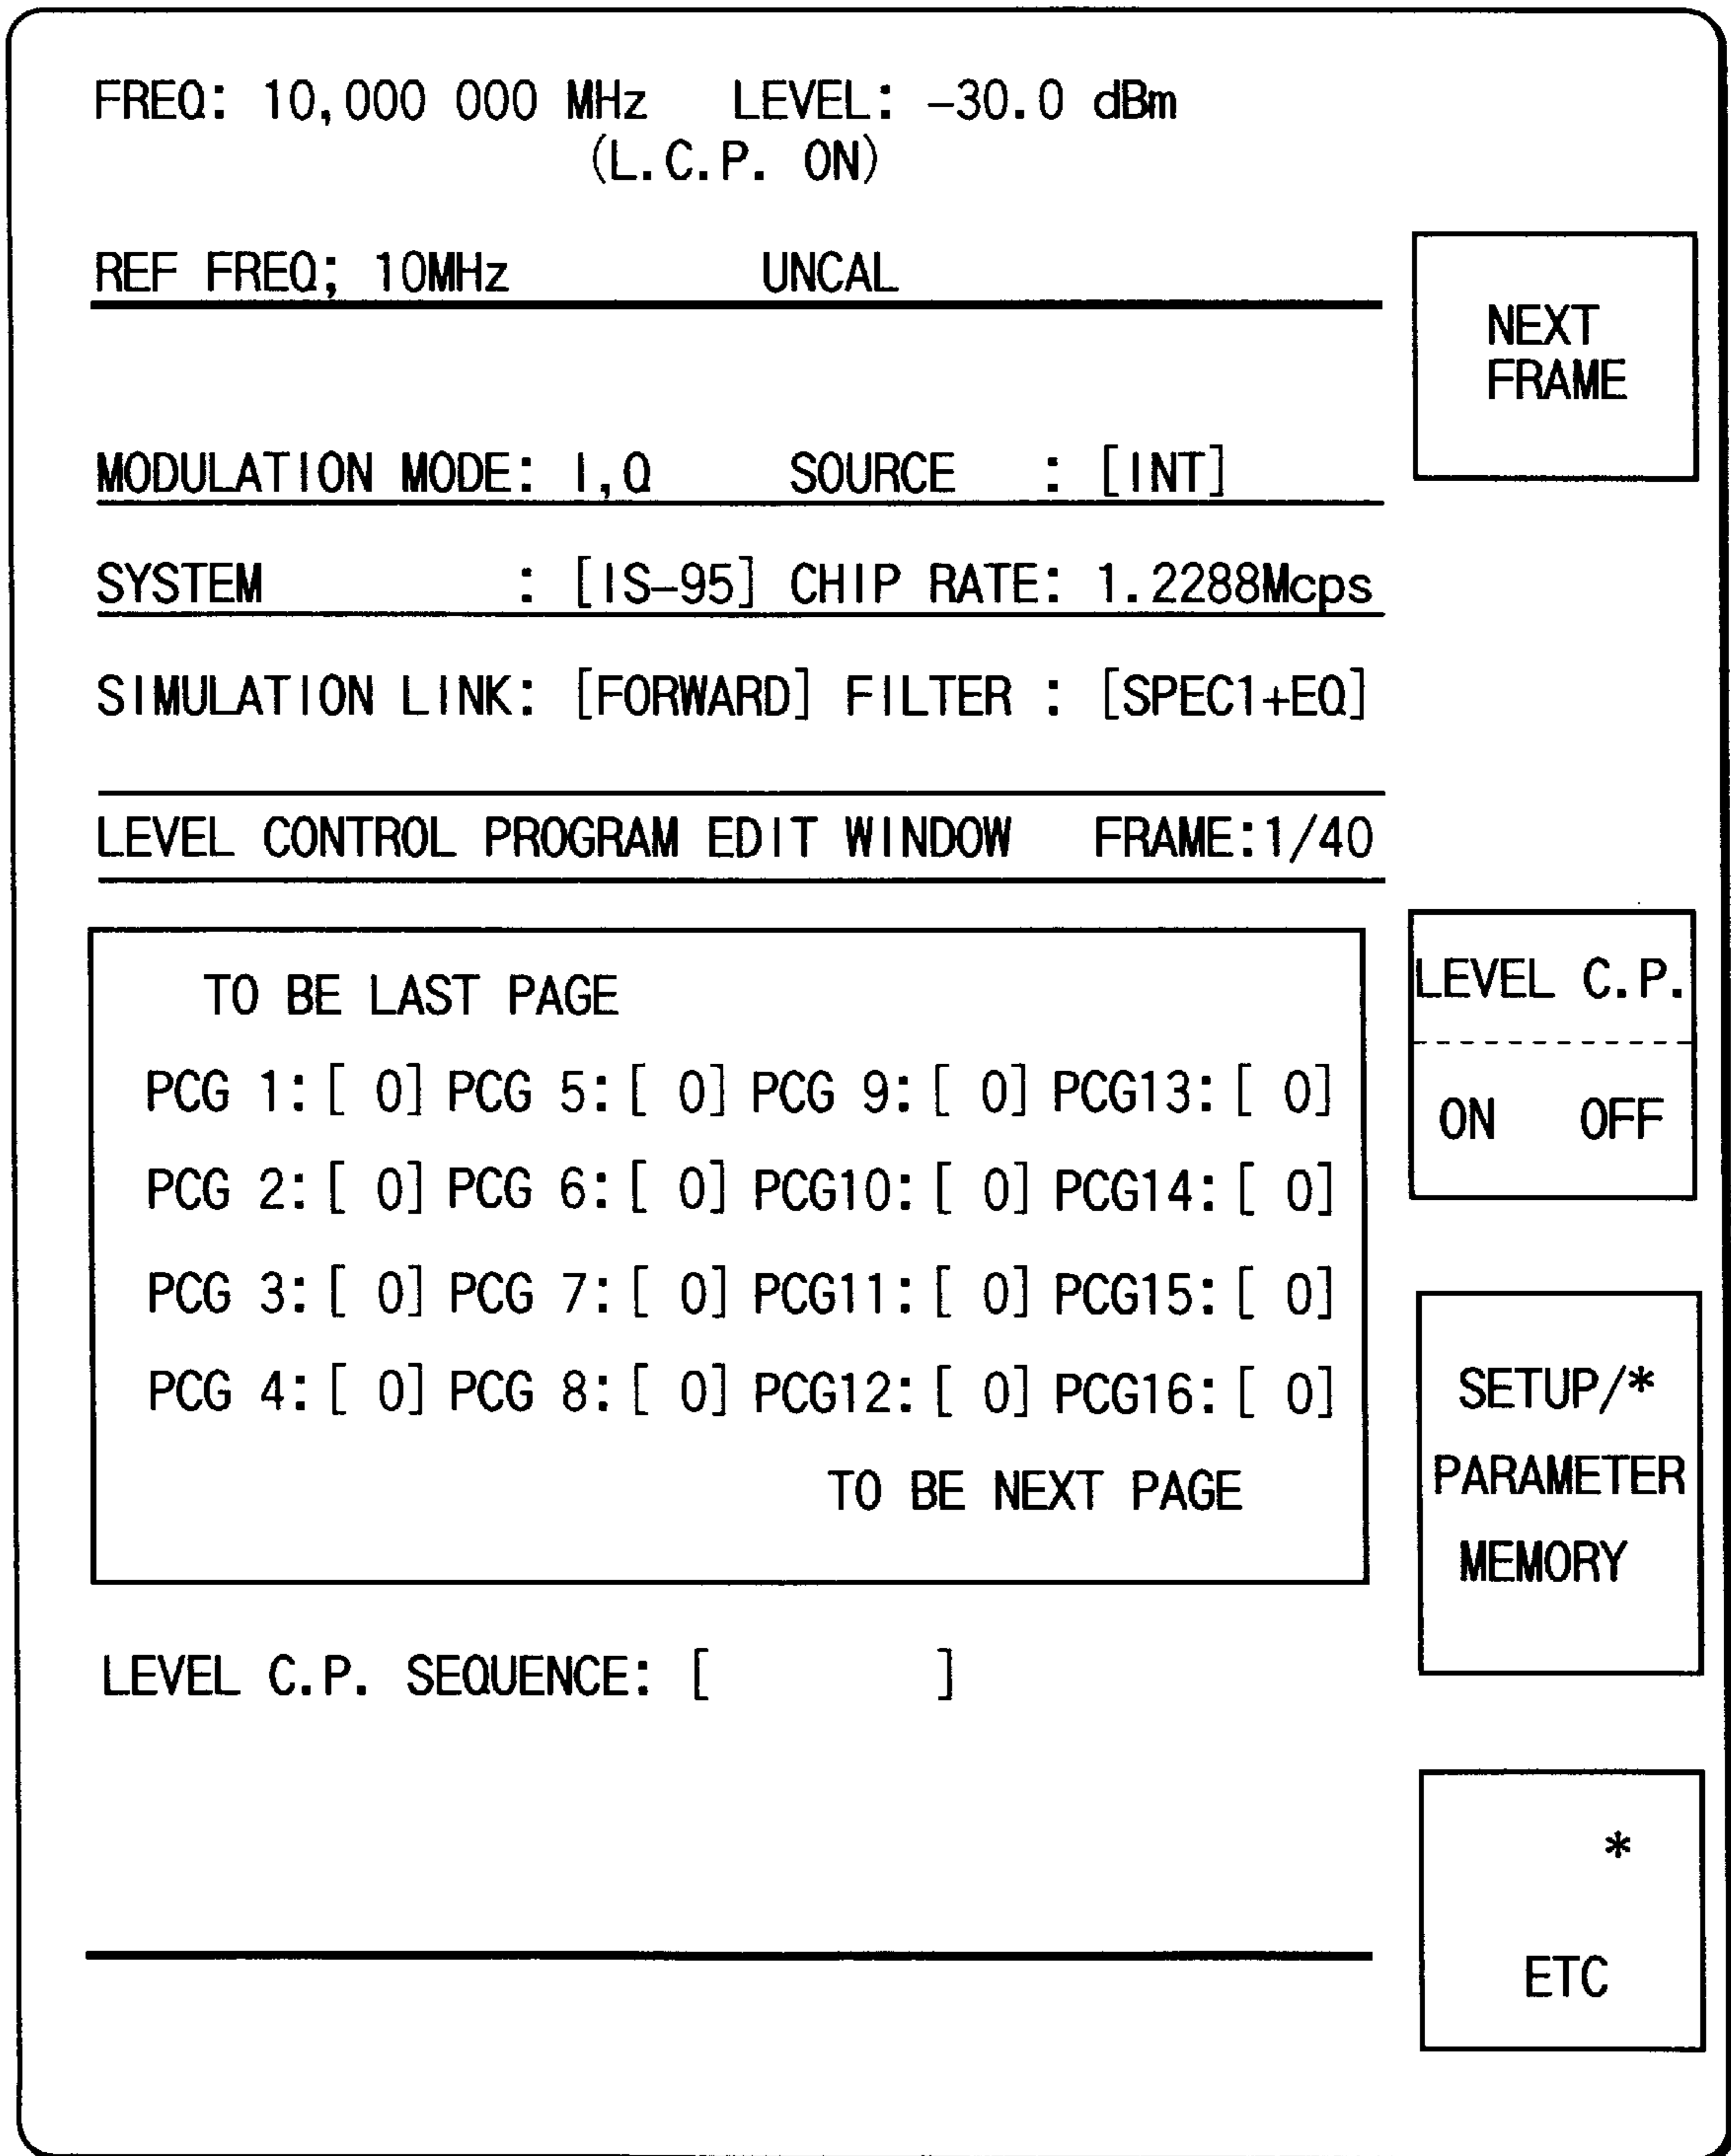 FREQ: 10,000 000 MHz LEVEL: -30.0 dBm
(L.C.P. ON)
REF FREQ; 10MHz UNCAL
NEXT
FRAME
MODULATION MODE: I,Q SOURCE : [INT]
SYSTEM : [IS-95] CHIP RATE: 1.2288Mcps
SIMULATION LINK: [FORWARD] FILTER : [SPEC1+EQ]
LEVEL CONTROL PROGRAM EDIT WINDOW FRAME:1/40
TO BE LAST PAGE
PCG 1:[ 0] PCG 5:[ 0] PCG 9:[ 0] PCG13:[ 0]
PCG 2:[ 0] PCG 6:[ 0] PCG10:[ 0] PCG14:[ 0]
PCG 3:[ 0] PCG 7:[ 0] PCG11:[ 0] PCG15:[ 0]
PCG 4:[ 0] PCG 8:[ 0] PCG12:[ 0] PCG16:[ 0]
TO BE NEXT PAGE
LEVEL C.P.
ON OFF
SETUP/*
PARAMETER
MEMORY
LEVEL C.P. SEQUENCE: [ ]
*
ETC